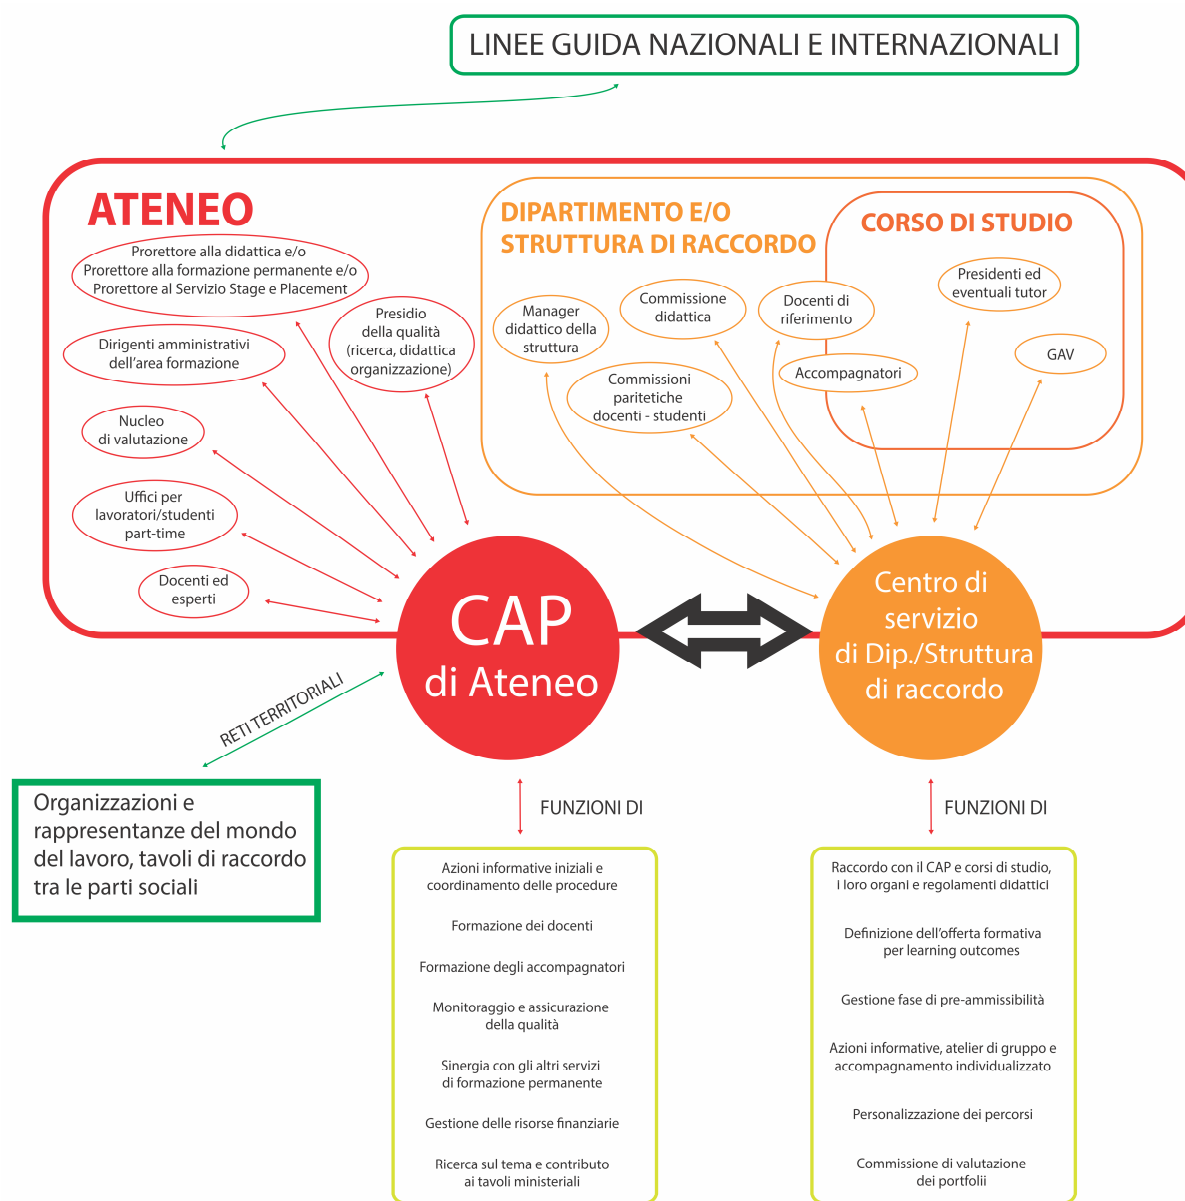 LINEE GUIDA NAZIONALI E INTERNAZIONALI
ATENEO
Prorettore alla didattica e/o
Prorettore alla formazione permanente e/o
Prorettore al Servizio Stage e Placement
Presidio
della qualità
(ricerca, didattica
organizzazione)
Dirigenti amministrativi
dell'area formazione
Nucleo
di valutazione
Uffici per
lavoratori/studenti
part-time
Docenti ed
esperti
DIPARTIMENTO E/O
STRUTTURA DI RACCORDO
Manager
didattico della
struttura
Commissione
didattica
Commissioni
paritetiche
docenti - studenti
Docenti di
riferimento
Accompagnatori
CORSO DI STUDIO
Presidenti ed
eventuali tutor
GAV
CAP
di Ateneo
Centro di
servizio
di Dip./Struttura
di raccordo
RETI TERRITORIALI
Organizzazioni e
rappresentanze del mondo
del lavoro, tavoli di raccordo
tra le parti sociali
FUNZIONI DI
Azioni informative iniziali e
coordinamento delle procedure
Formazione dei docenti
Formazione degli accompagnatori
Monitoraggio e assicurazione
della qualità
Sinergia con gli altri servizi
di formazione permanente
Gestione delle risorse finanziarie
Ricerca sul tema e contributo
ai tavoli ministeriali
FUNZIONI DI
Raccordo con il CAP e corsi di studio,
i loro organi e regolamenti didattici
Definizione dell'offerta formativa
per learning outcomes
Gestione fase di pre-ammissibilità
Azioni informative, atelier di gruppo e
accompagnamento individualizzato
Personalizzazione dei percorsi
Commissione di valutazione
dei portfolii